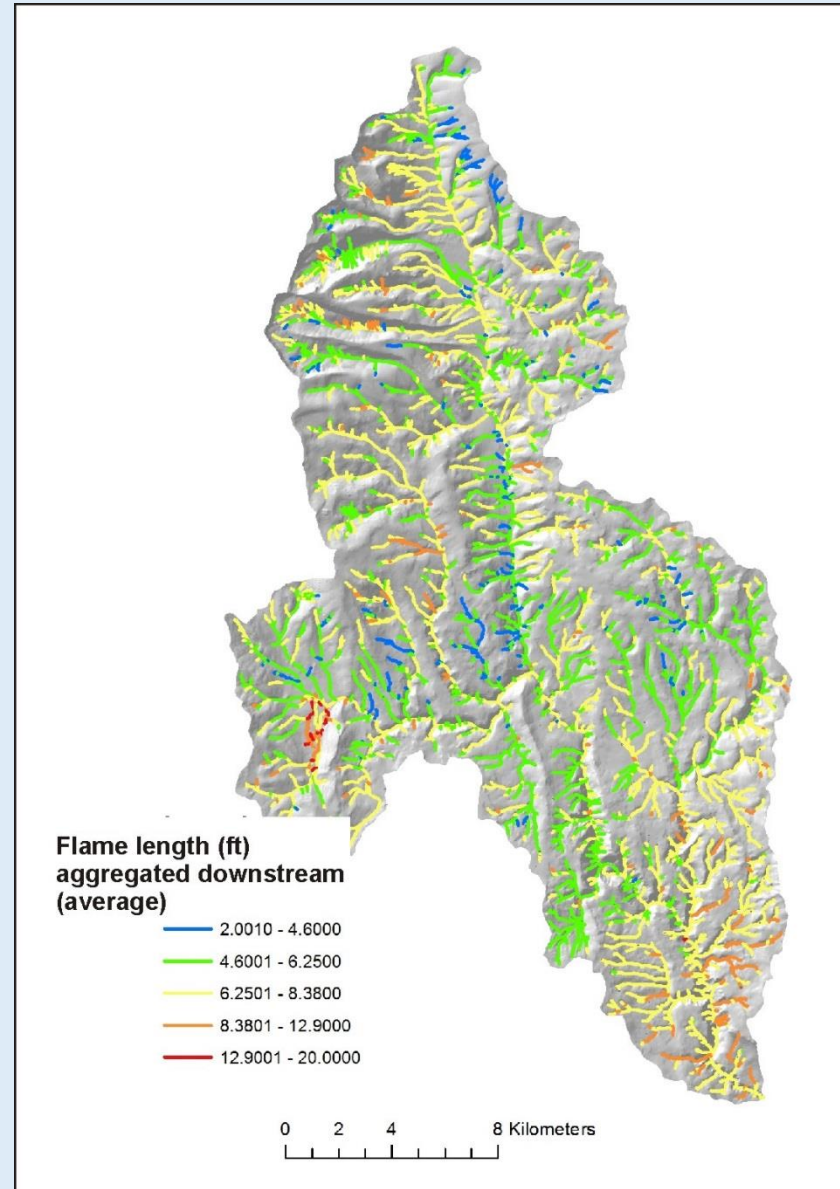 Flame length (ft)
aggregated downstream
(average)
2.0010 - 4.6000
4.6001 - 6.2500
6.2501 - 8.3800
8.3801 - 12.9000
12.9001 - 20.0000
0 2 4 8 Kilometers